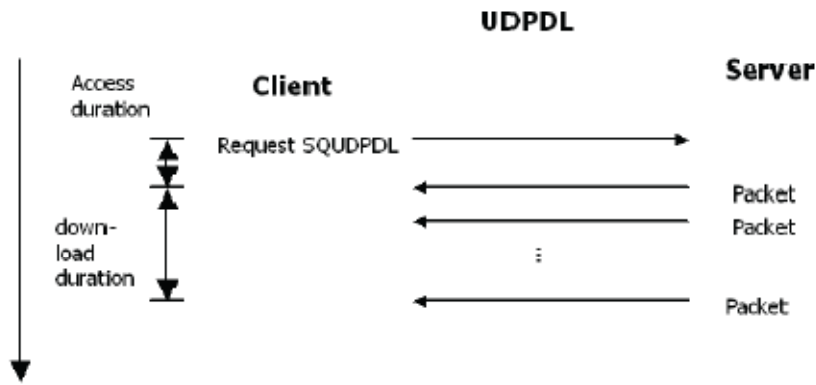 UDPDL
Server
Client
Access
duration
Request SQUDPDL
Packet
Packet
down-
load
duration
Packet